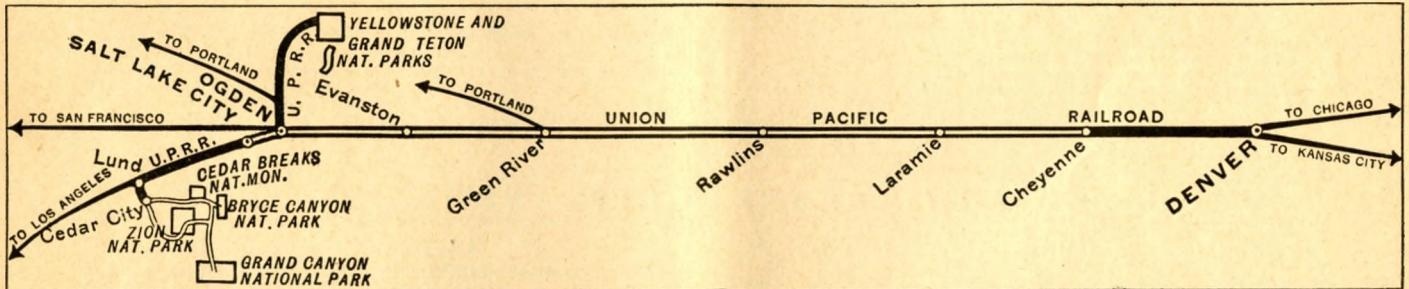 YELLOWSTONE AND
GRAND TETON
NAT. PARKS
U. P. R.R.
TO PORTLAND
SALT LAKE CITY
OGDEN
Evanston
TO PORTLAND
TO SAN FRANCISCO
UNION PACIFIC RAILROAD
TO CHICAGO
TO KANSAS CITY
Lund
U.P.R.R.
CEDAR BREAKS
NAT. MON.
Green River
Rawlins
Laramie
Cheyenne
DENVER
TO LOS ANGELES
Cedar City
BRYCE CANYON
NAT. PARK
ZION
NAT. PARK
GRAND CANYON
NATIONAL PARK